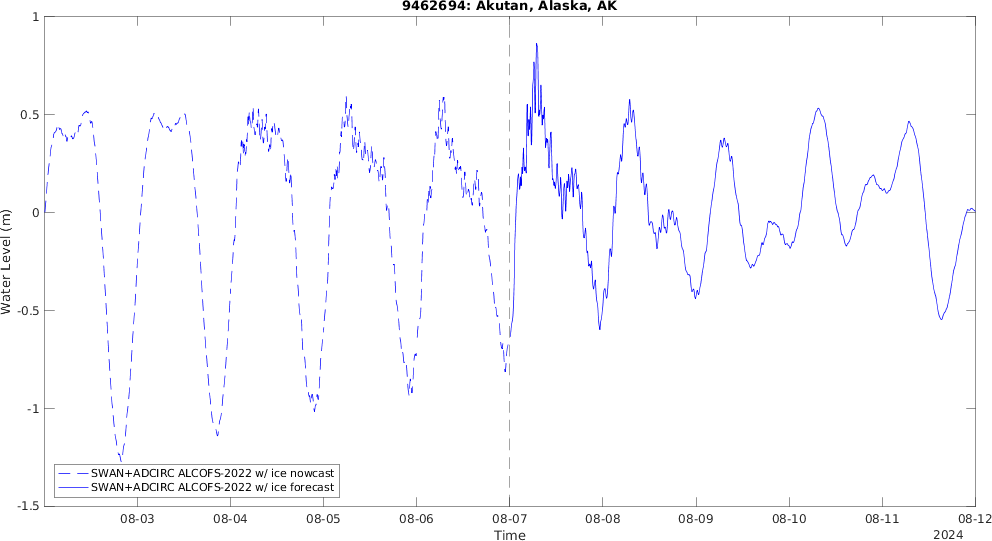 9462694: Akutan, Alaska, AK
1
0.5
0
-0.5
-1
-1.5
Water Level (m)
SWAN+ADCIRC ALCOFS-2022 w/ ice nowcast
SWAN+ADCIRC ALCOFS-2022 w/ ice forecast
08-03 08-04 08-05 08-06 08-07 08-08 08-09 08-10 08-11 08-12
Time
2024